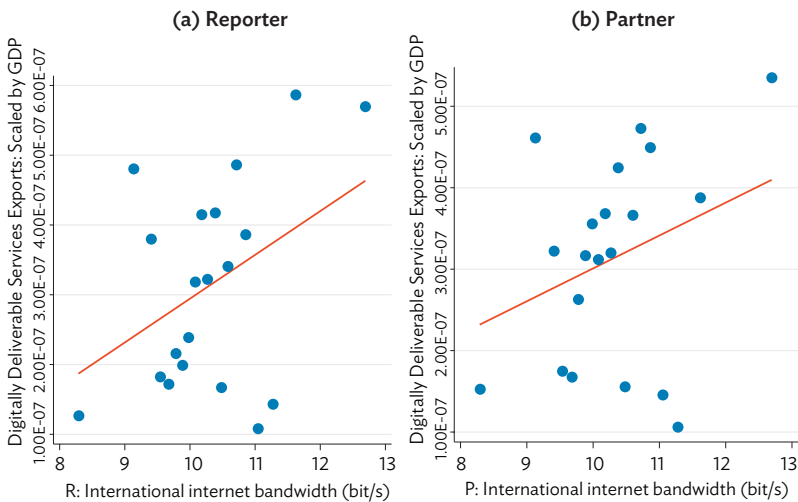 (a) Reporter
Digitally Deliverable Services Exports: Scaled by GDP
6.00E-07
5.00E-07
4.00E-07
3.00E-07
2.00E-07
1.00E-07
8 9 10 11 12 13
R: International internet bandwidth (bit/s)
(b) Partner
Digitally Deliverable Services Exports: Scaled by GDP
5.00E-07
4.00E-07
3.00E-07
2.00E-07
1.00E-07
8 9 10 11 12 13
P: International internet bandwidth (bit/s)